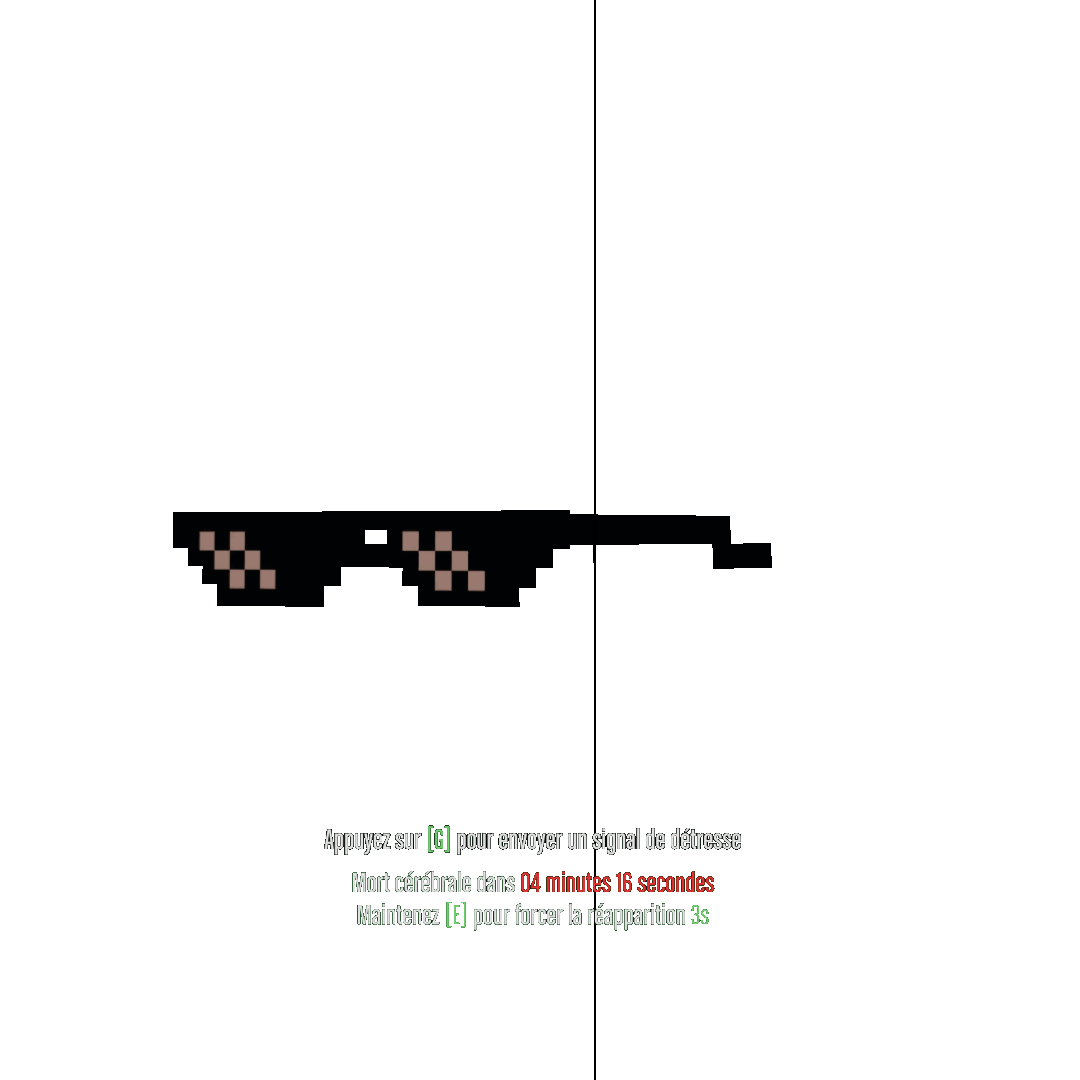 Appuyez sur [G] pour envoyer un signal de détresse
Mort cérébrale dans 04 minutes 16 secondes
Maintenez [E] pour forcer la réapparition 3s